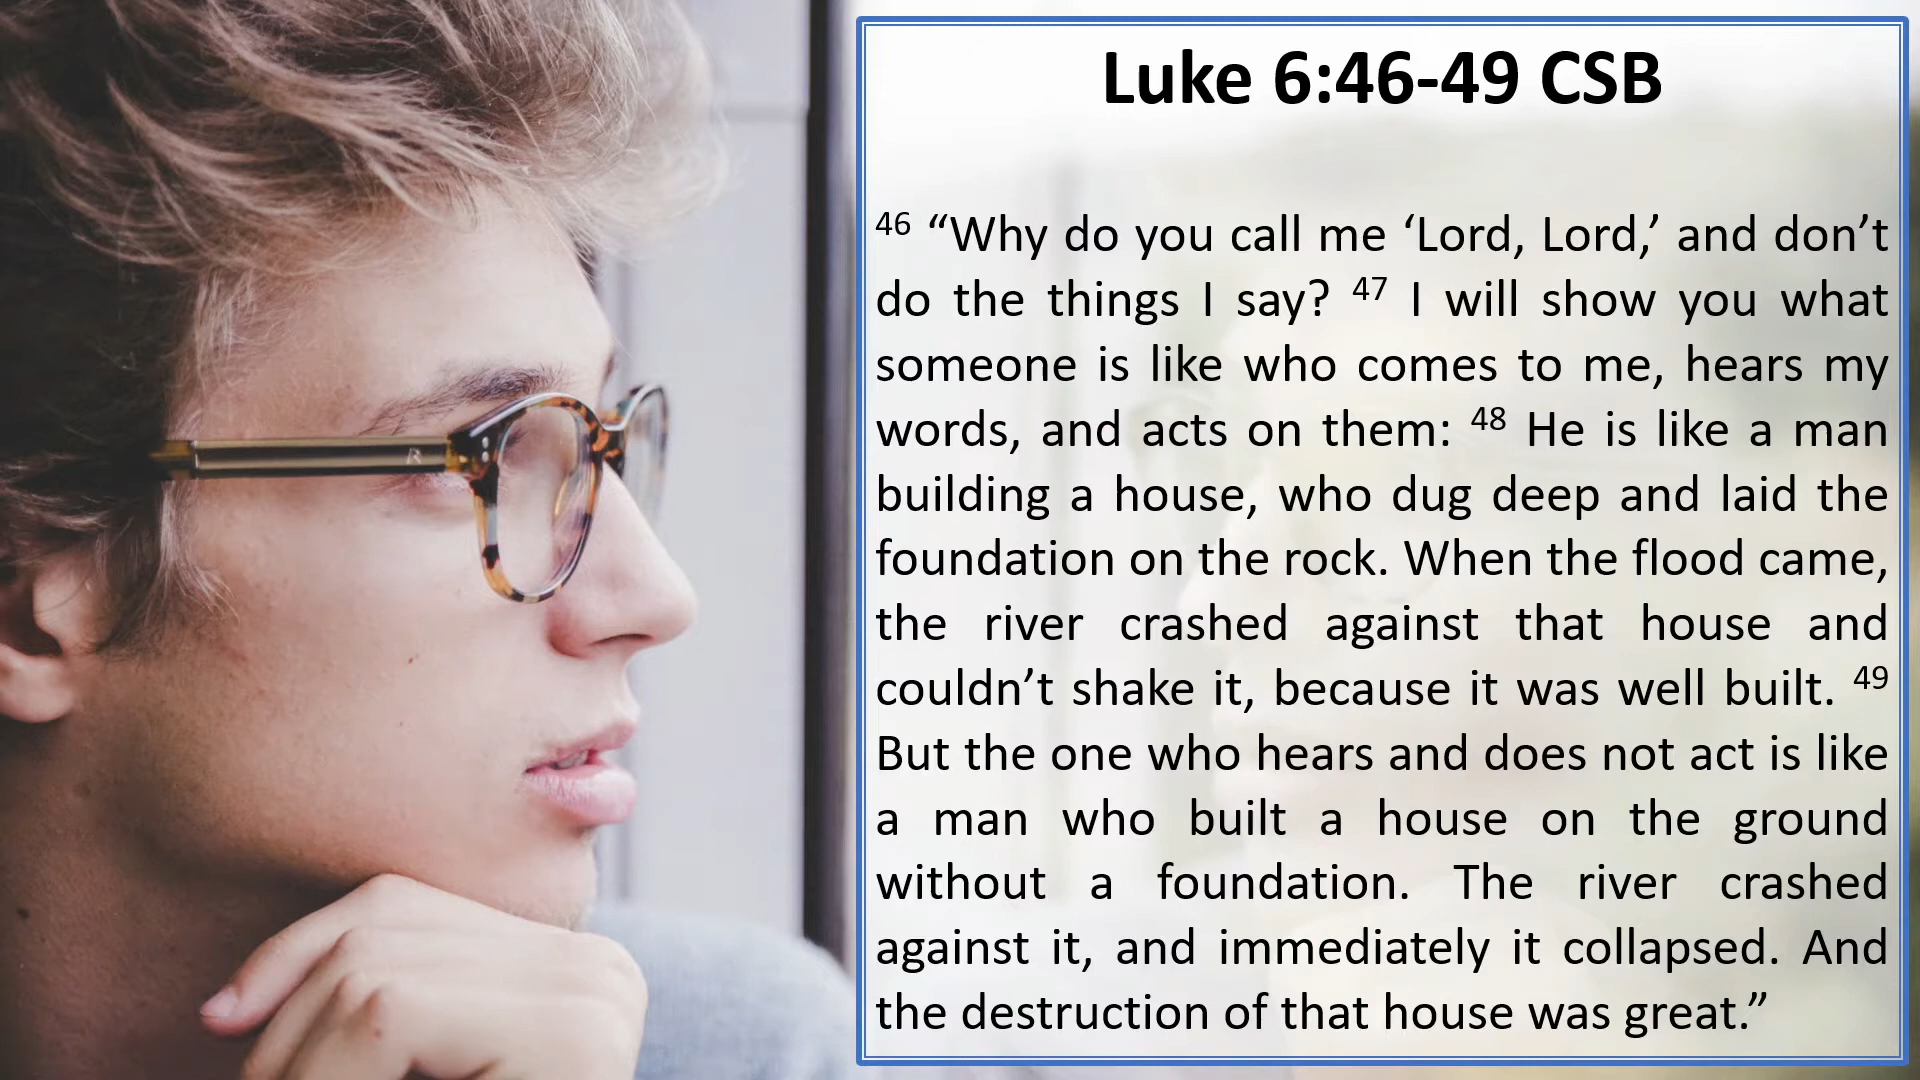 Luke 6:46-49 CSB
46 “Why do you call me ‘Lord, Lord,’ and don’t
do the things I say? 47 I will show you what
someone is like who comes to me, hears my
words, and acts on them: 48 He is like a man
building a house, who dug deep and laid the
foundation on the rock. When the flood came,
the river crashed against that house and
couldn’t shake it, because it was well built. 49
But the one who hears and does not act is like
a man who built a house on the ground
without a foundation. The river crashed
against it, and immediately it collapsed. And
the destruction of that house was great.”